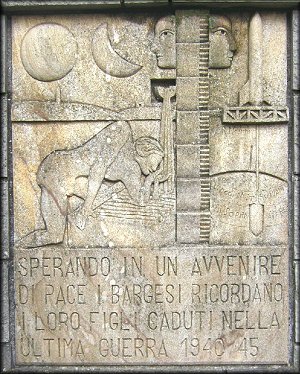 SPERANDO IN UN AVVENIRE
DI PACE I BARGESI RICORDANO
I LORO FIGLI CADUTI NELLA
ULTIMA GUERRA 1940-45